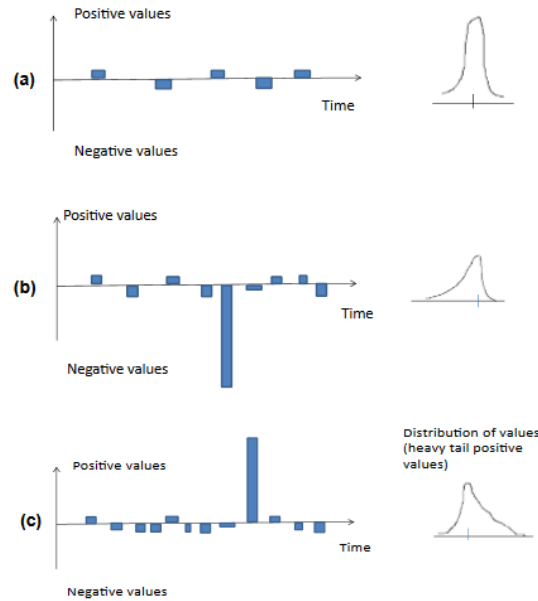 Positive values
(a)
Time
Negative values
Positive values
(b)
Time
Negative values
Distribution of values
(heavy tail positive
values)
Positive values
(c)
Time
Negative values